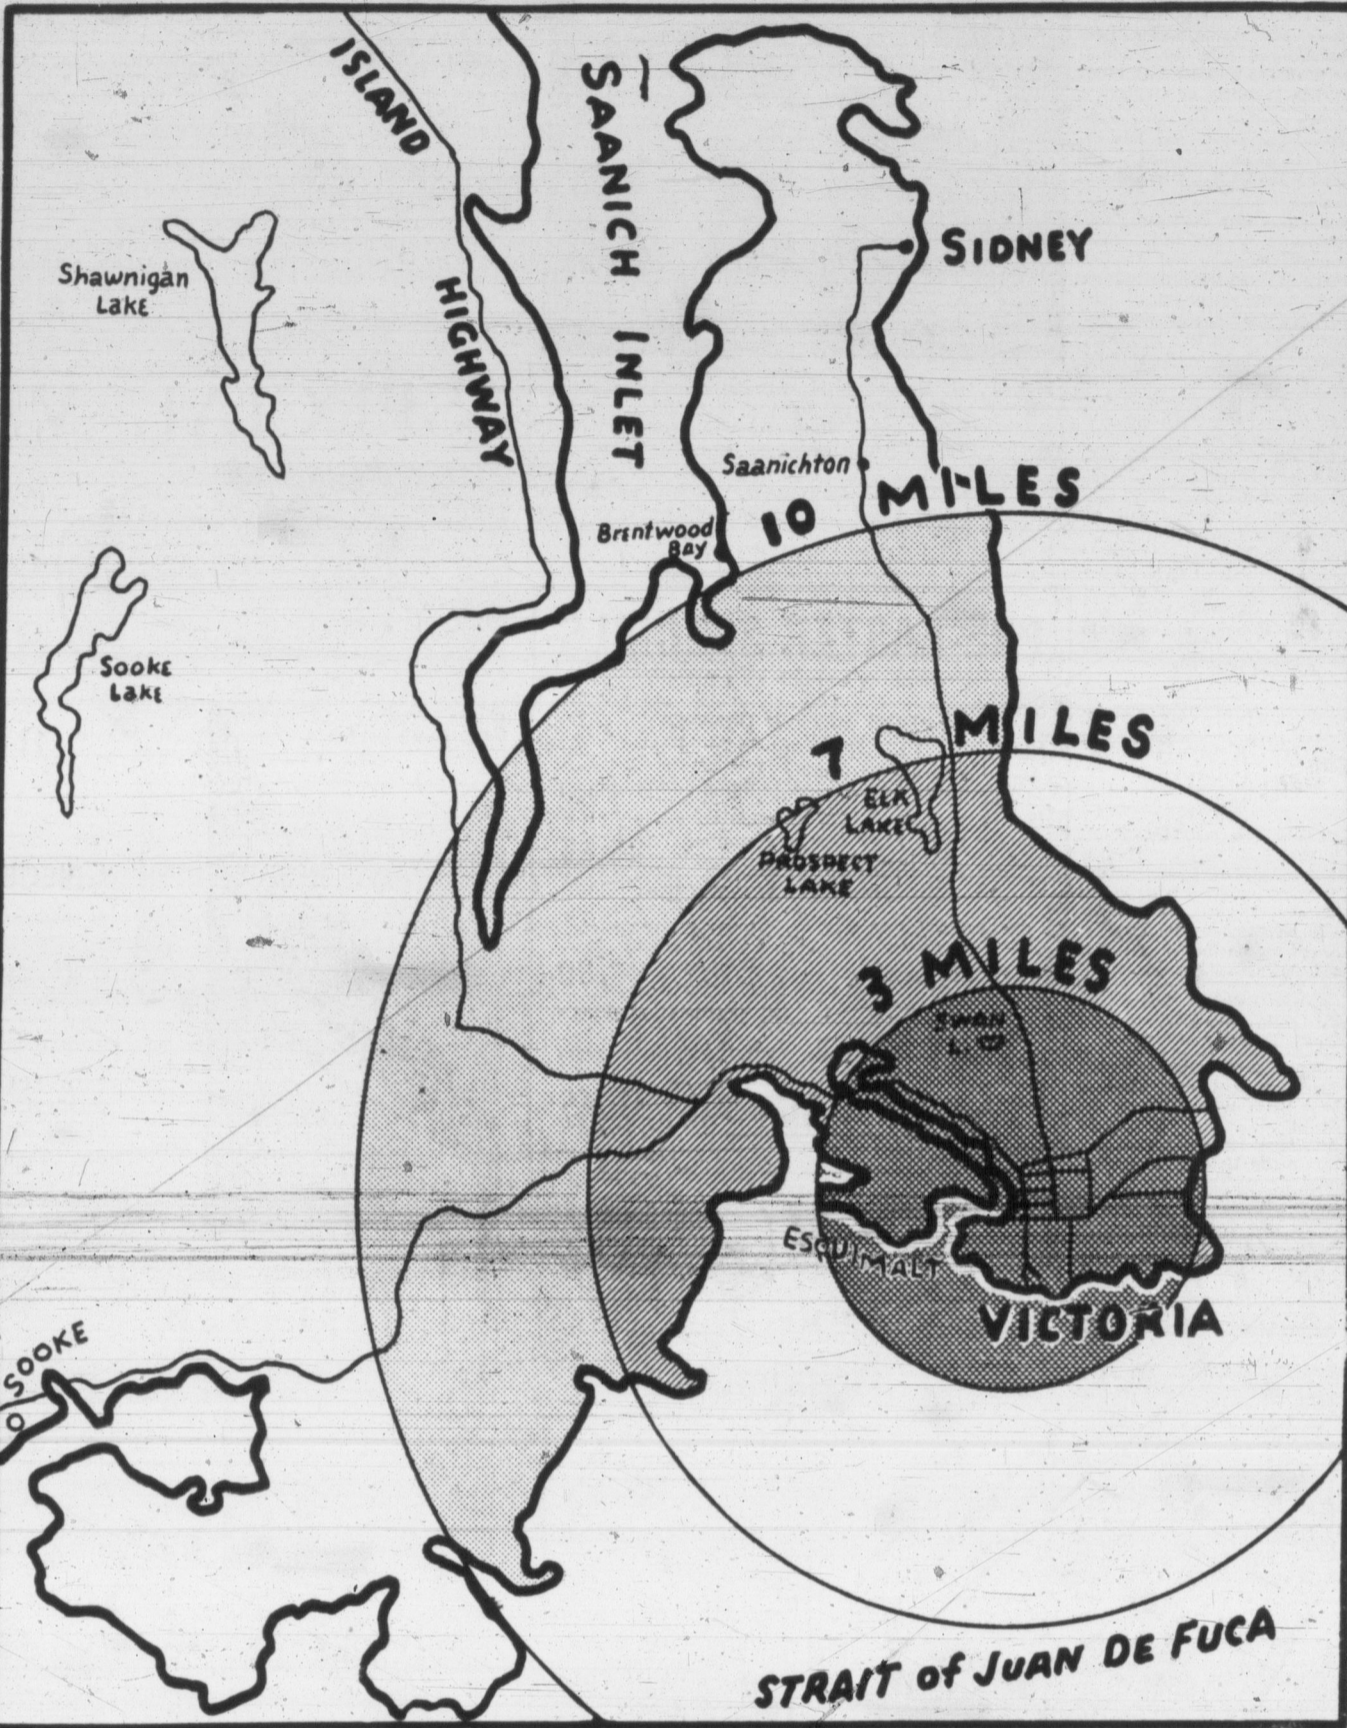 ISLAND
HIGHWAY
SAANICH INLET
SIDNEY
Shawnigan
Lake
Saanichton
10 MILES
Brentwood
BAY
Sooke
Lake
7 MILES
ELK
LAKE
PROSPECT
LAKE
3 MILES
SWAN
L.
ESQUIMALT
VICTORIA
SOOKE
STRAIT of JUAN DE FUCA